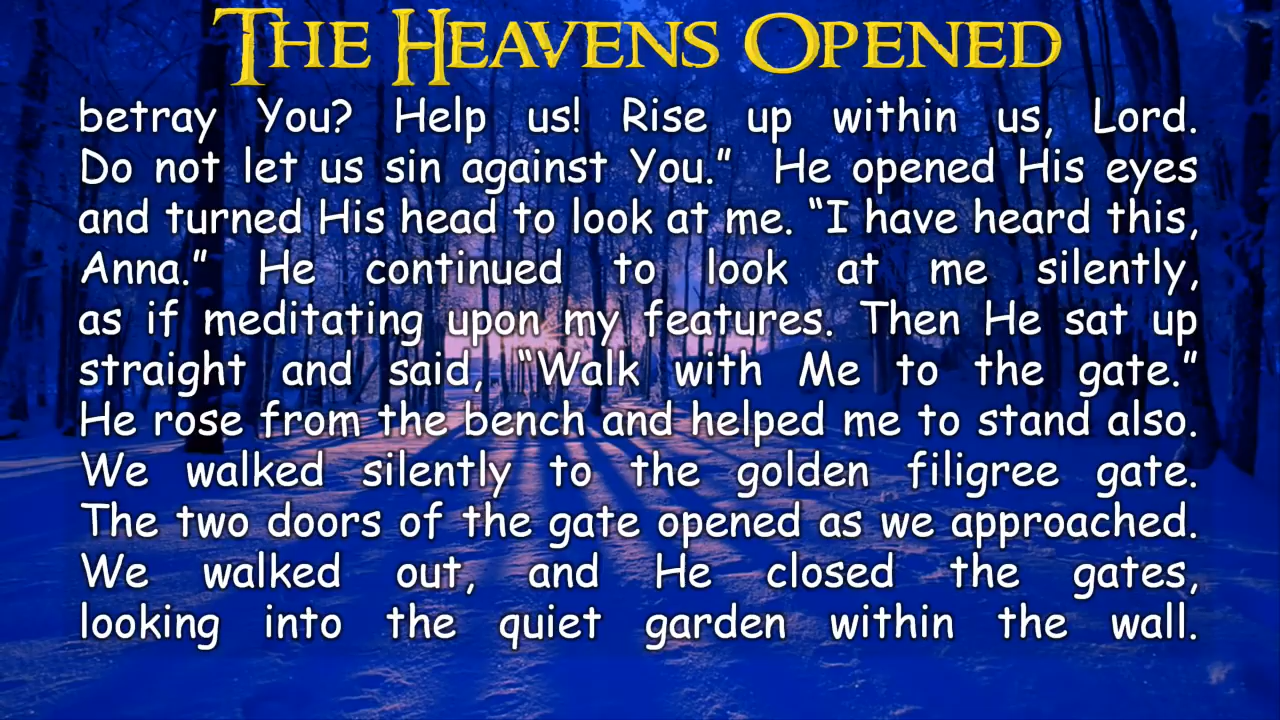 THE HEAVENS OPENED
betray You? Help us! Rise up within us, Lord.
Do not let us sin against You.” He opened His eyes
and turned His head to look at me. “I have heard this,
Anna.” He continued to look at me silently,
as if meditating upon my features. Then He sat up
straight and said, “Walk with Me to the gate.”
He rose from the bench and helped me to stand also.
We walked silently to the golden filigree gate.
The two doors of the gate opened as we approached.
We walked out, and He closed the gates,
looking into the quiet garden within the wall.